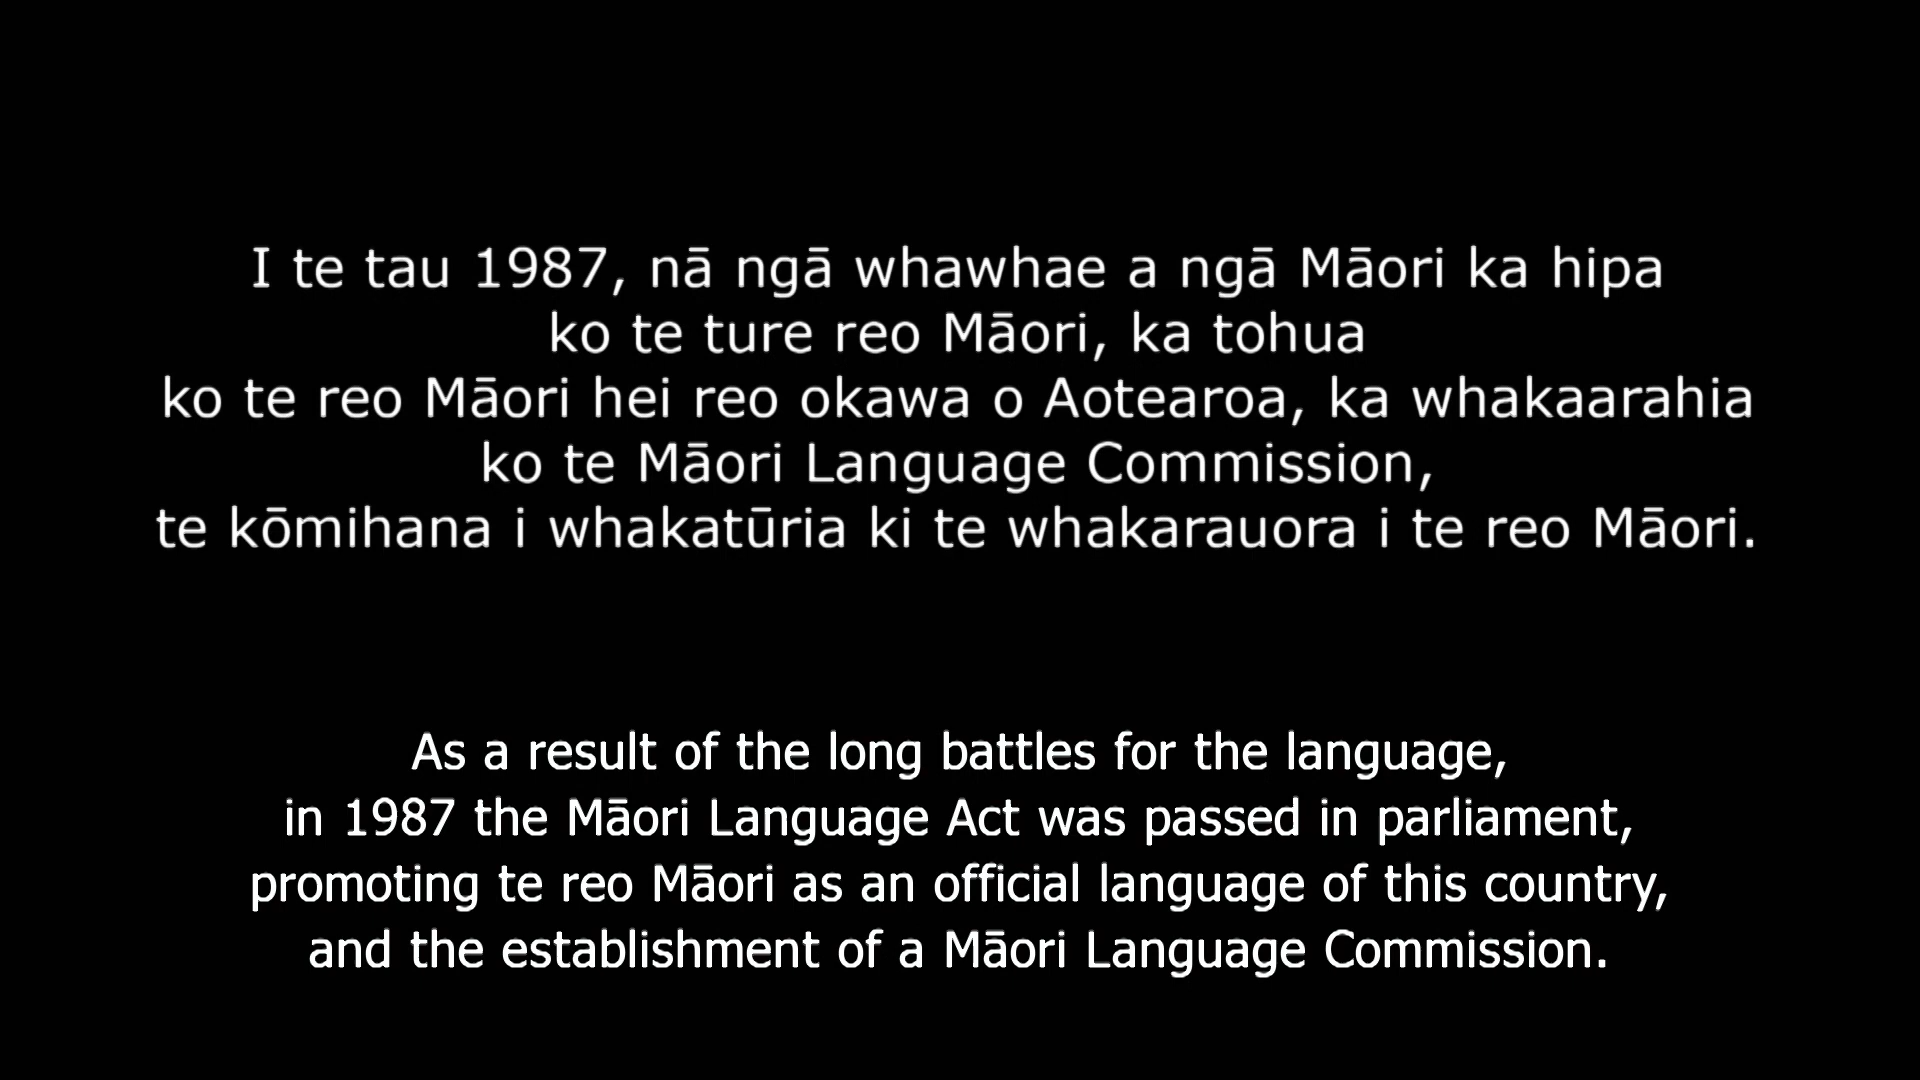 I te tau 1987, nā ngā whawhae a ngā Māori ka hipa
ko te ture reo Māori, ka tohua
ko te reo Māori hei reo okawa o Aotearoa, ka whakaarahia
ko te Māori Language Commission,
te kōmihana i whakatūria ki te whakarauora i te reo Māori.
As a result of the long battles for the language,
in 1987 the Māori Language Act was passed in parliament,
promoting te reo Māori as an official language of this country,
and the establishment of a Māori Language Commission.